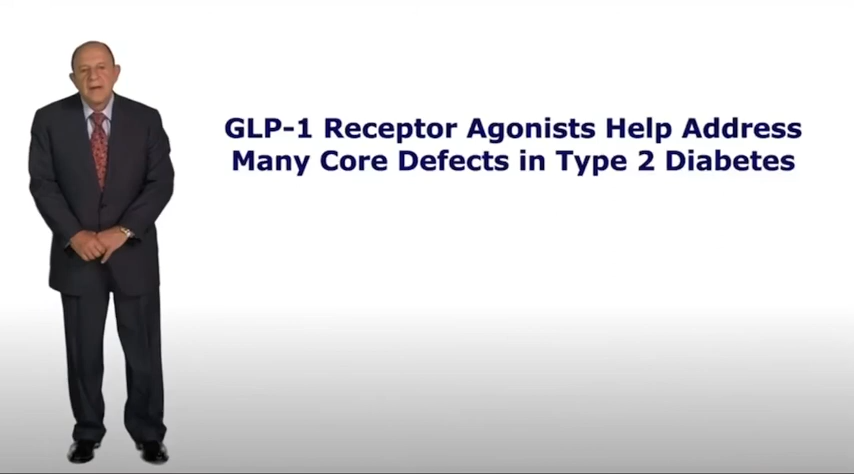 GLP-1 Receptor Agonists Help Address
Many Core Defects in Type 2 Diabetes